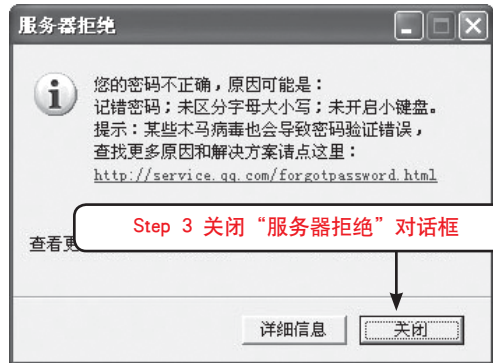 服务器拒绝
您的密码不正确，原因可能是：
记错密码；未区分字母大小写；未开启小键盘。
提示：某些木马病毒也会导致密码验证错误，
查找更多原因和解决方案请点这里：
http://service.qq.com/forgotpassword.html
Step 3 关闭“服务器拒绝”对话框
查看更
详细信息
关闭